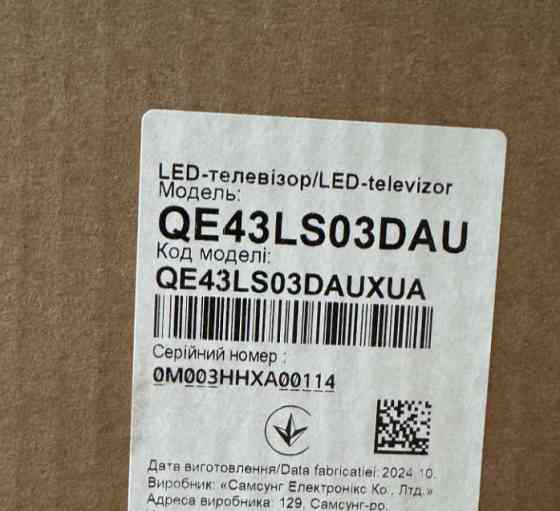 LED-телевізор/LED-televizor
Модель:
QE43LS03DAU
Код моделі:
QE43LS03DAUXUA
Серійний номер :
0M003HHXA00114
Дата виготовлення/Data fabricatiei: 2024.10.
Виробник: «Самсунг Електронікс Ко., Лтд.»
Адреса виробника: 129, Самсунг-ро,